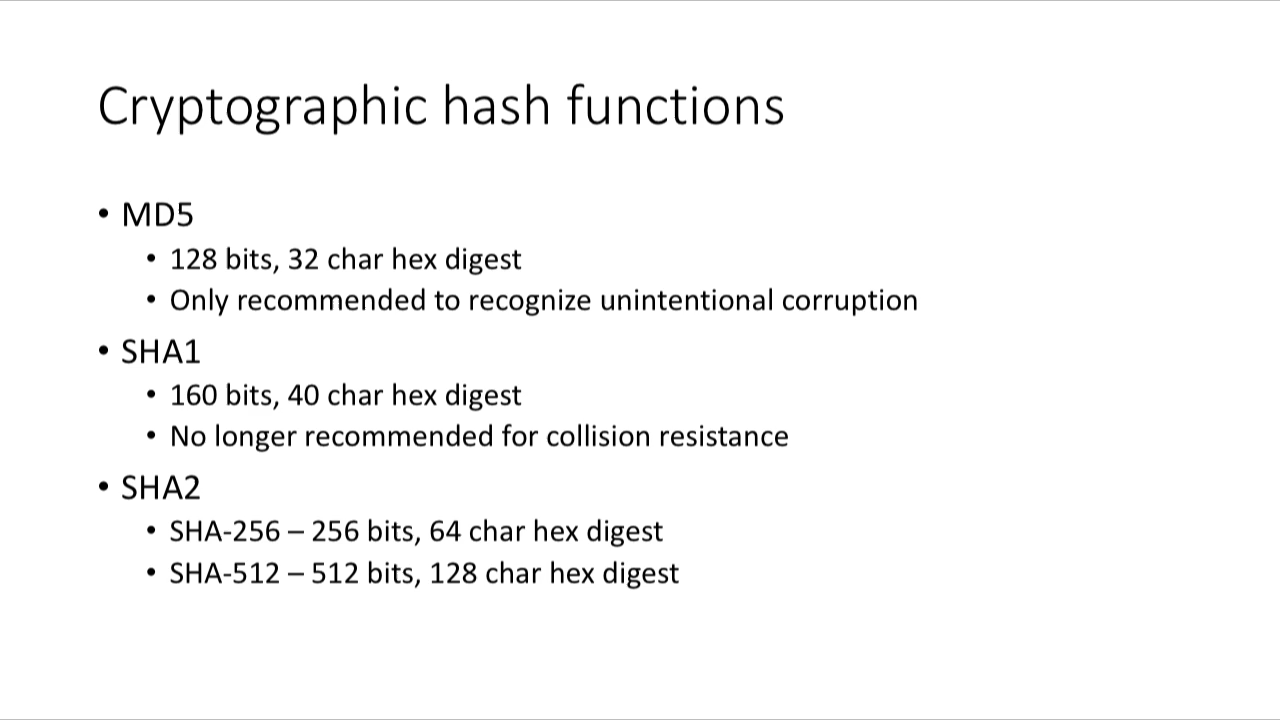 Cryptographic hash functions
• MD5
• 128 bits, 32 char hex digest
• Only recommended to recognize unintentional corruption
• SHA1
• 160 bits, 40 char hex digest
• No longer recommended for collision resistance
• SHA2
• SHA-256 – 256 bits, 64 char hex digest
• SHA-512 – 512 bits, 128 char hex digest